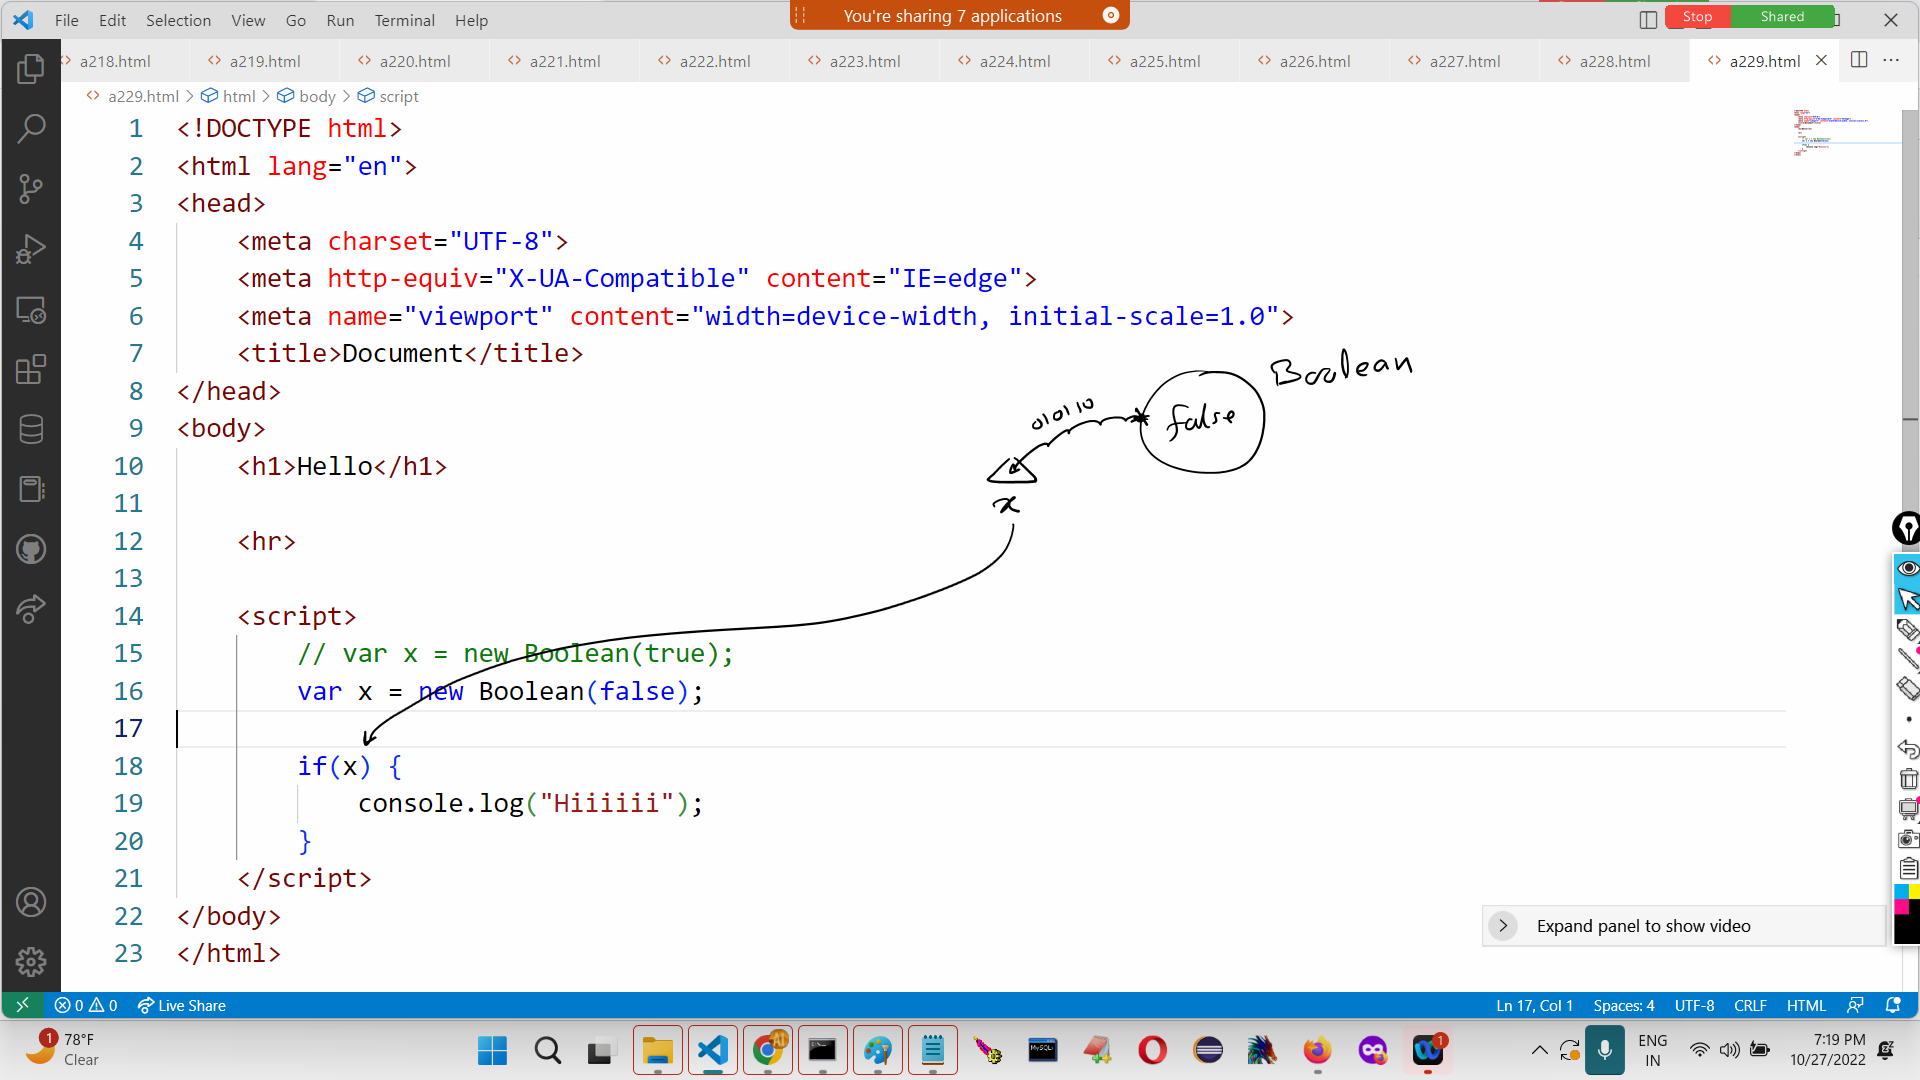 File Edit Selection View Go Run Terminal Help
You're sharing 7 applications
Stop Shared
a218.html a219.html a220.html a221.html a222.html a223.html a224.html a225.html a226.html a227.html a228.html a229.html
a229.html > html > body > script
1 <!DOCTYPE html>
2 <html lang="en">
3 <head>
4 <meta charset="UTF-8">
5 <meta http-equiv="X-UA-Compatible" content="IE=edge">
6 <meta name="viewport" content="width=device-width, initial-scale=1.0">
7 <title>Document</title>
8 </head>
Boolean
010110
false
9 <body>
10 <h1>Hello</h1>
x
11
12 <hr>
13
14 <script>
15 // var x = new Boolean(true);
16 var x = new Boolean(false);
17
18 if(x) {
19 console.log("Hiiiiii");
20 }
21 </script>
22 </body>
23 </html>
Expand panel to show video
0 0 Live Share
Ln 17, Col 1 Spaces: 4 UTF-8 CRLF HTML
1
78°F
Clear
MySQL
1
ENG
IN
7:19 PM
10/27/2022